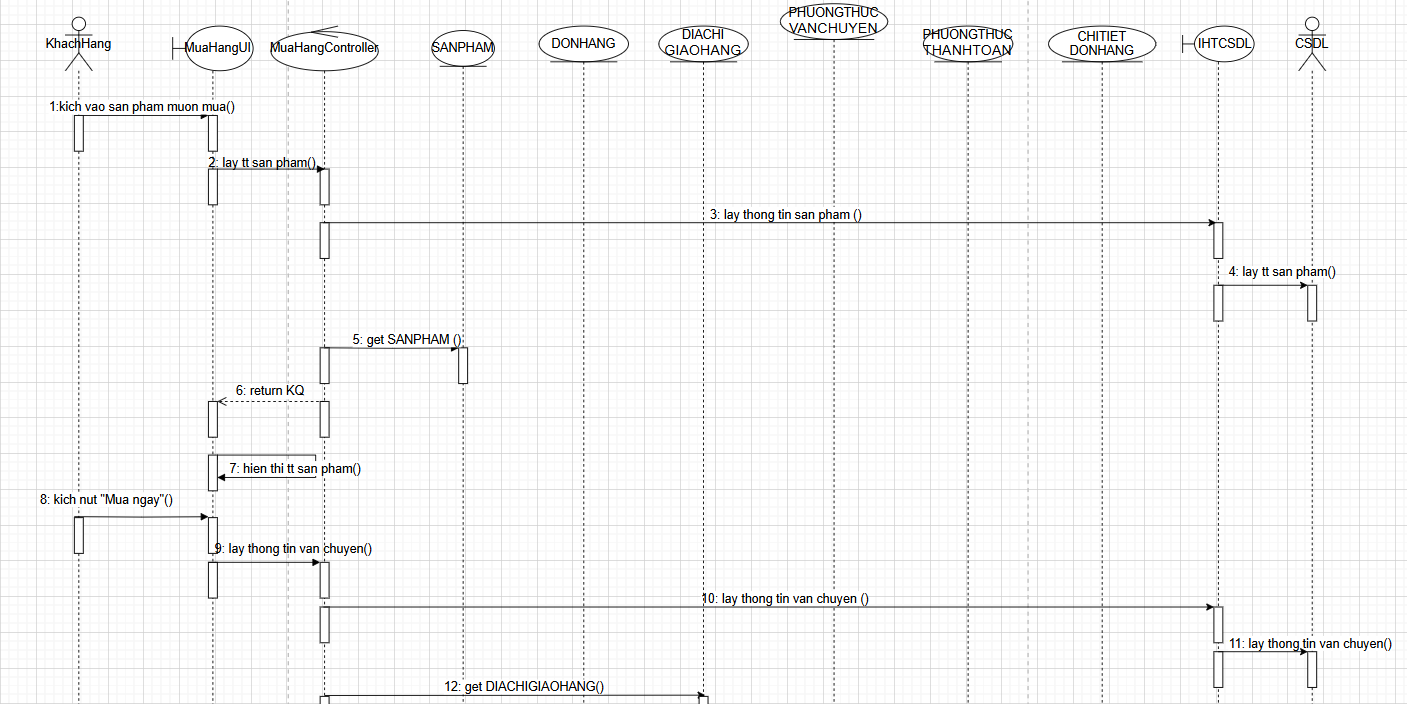 KhachHang
MuaHangUI
MuaHangController
SANPHAM
DONHANG
DIACHI
GIAOHANG
PHUONGTHUC
VANCHUYEN
PHUONGTHUC
THANHTOAN
CHITIET
DONHANG
IHTCSDL
CSDL
1:kich vao san pham muon mua()
2: lay tt san pham()
3: lay thong tin san pham ()
4: lay tt san pham()
5: get SANPHAM ()
6: return KQ
7: hien thi tt san pham()
8: kich nut "Mua ngay"()
9: lay thong tin van chuyen()
10: lay thong tin van chuyen ()
11: lay thong tin van chuyen()
12: get DIACHIGIAOHANG()